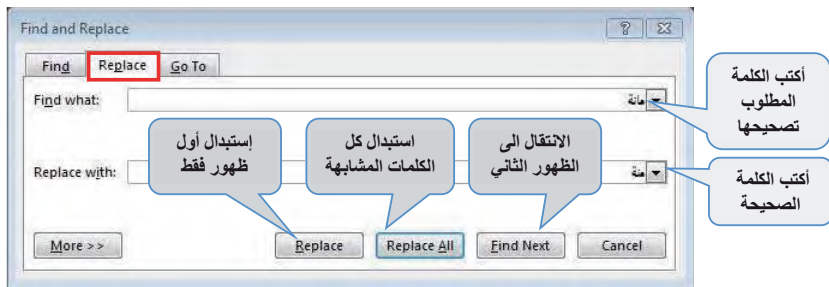 Find and Replace
Find Replace Go To
Find what: مائة
أكتب الكلمة
المطلوب
تصحيحها
إستبدال أول
ظهور فقط
استبدال كل
الكلمات المشابهة
الانتقال الى
الظهور الثاني
Replace with: مئة
أكتب الكلمة
الصحيحة
More >> Replace Replace All Find Next Cancel